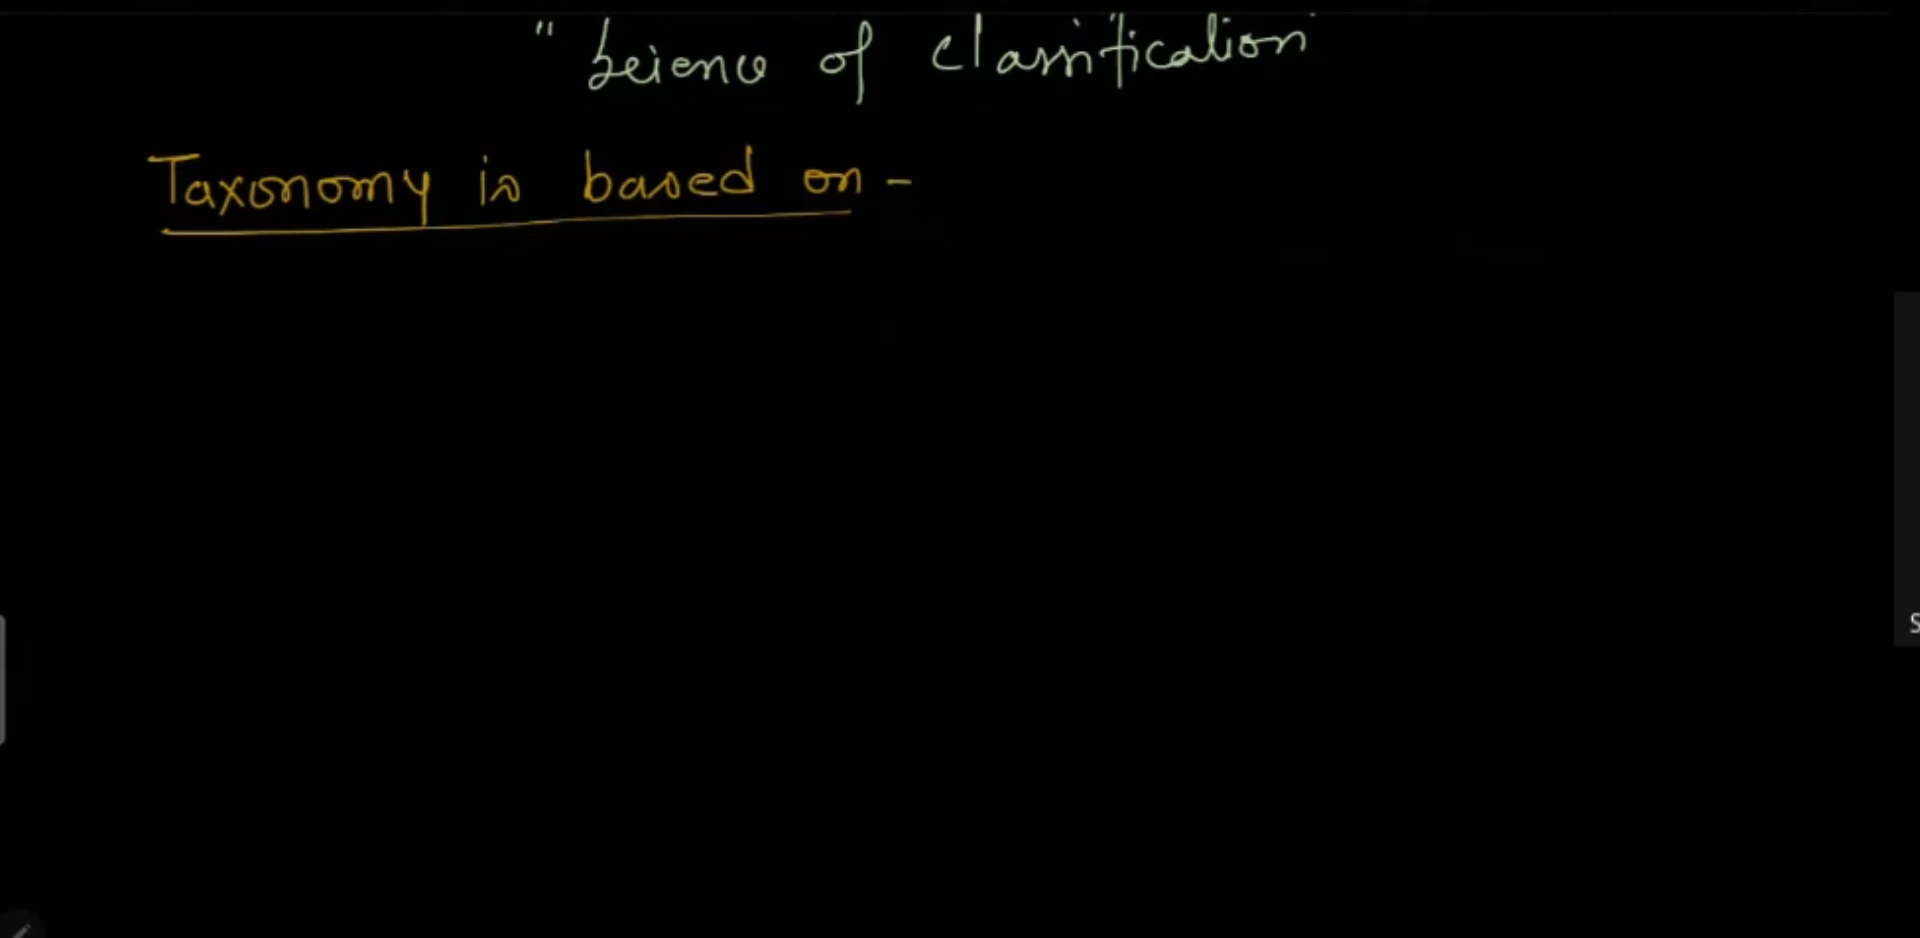 " Science of classification
Taxonomy is based on -
S